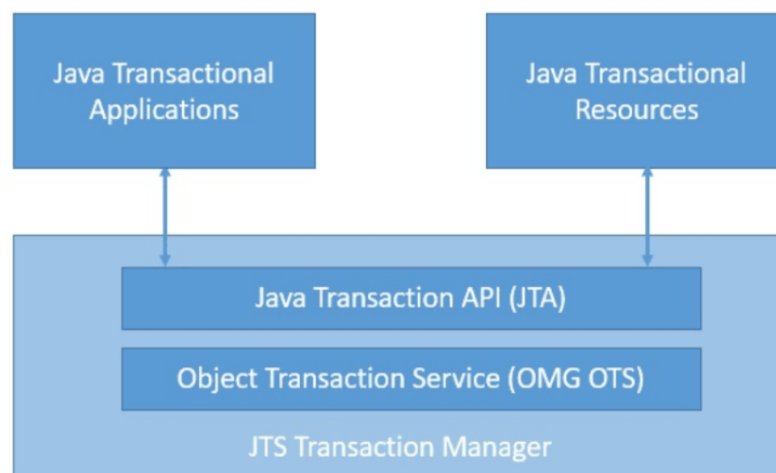 Java Transactional
Applications
Java Transactional
Resources
Java Transaction API (JTA)
Object Transaction Service (OMG OTS)
JTS Transaction Manager